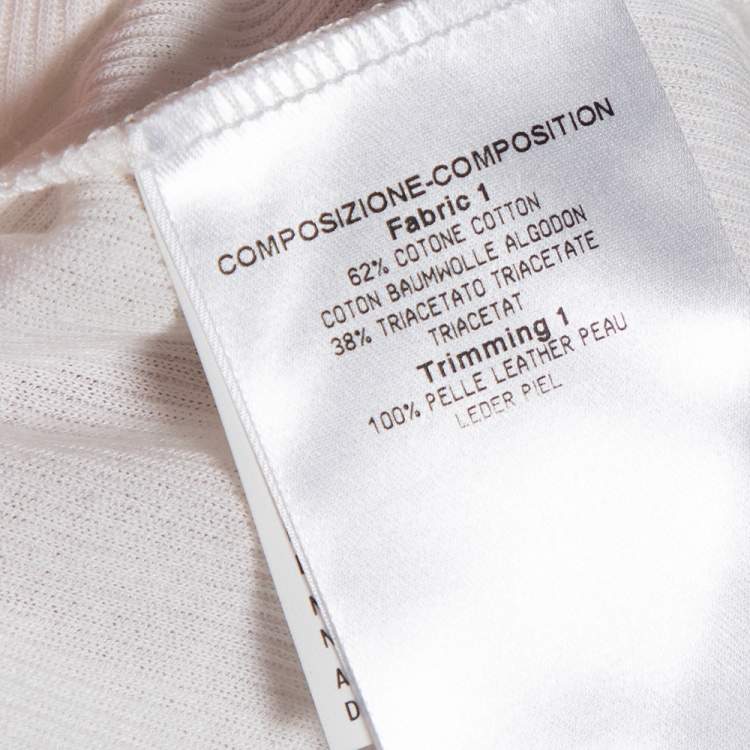 COMPOSIZIONE-COMPOSITION
Fabric 1
62% COTONE COTTON
COTON BAUMWOLLE ALGODON
38% TRIACETATO TRIACETATE
TRIACETAT
Trimming 1
100% PELLE LEATHER PEAU
LEDER PIEL